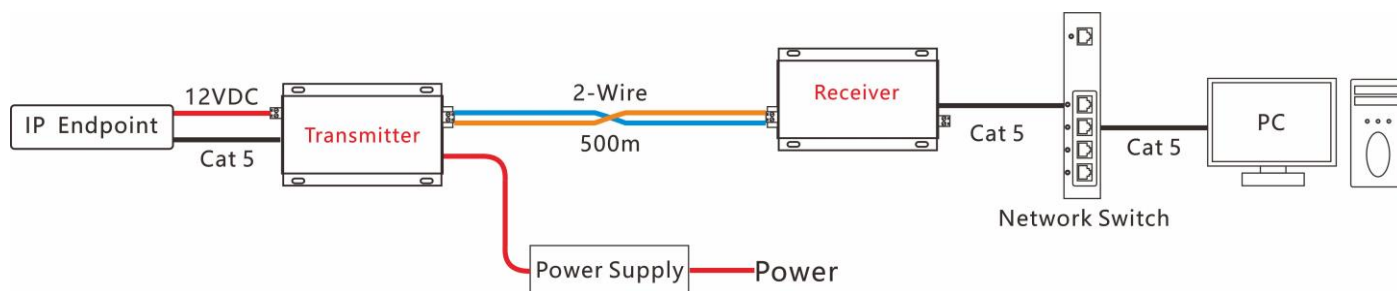 IP Endpoint
12VDC
Cat 5
Transmitter
2-Wire
500m
Receiver
Cat 5
Network Switch
Cat 5
PC
Power Supply
Power